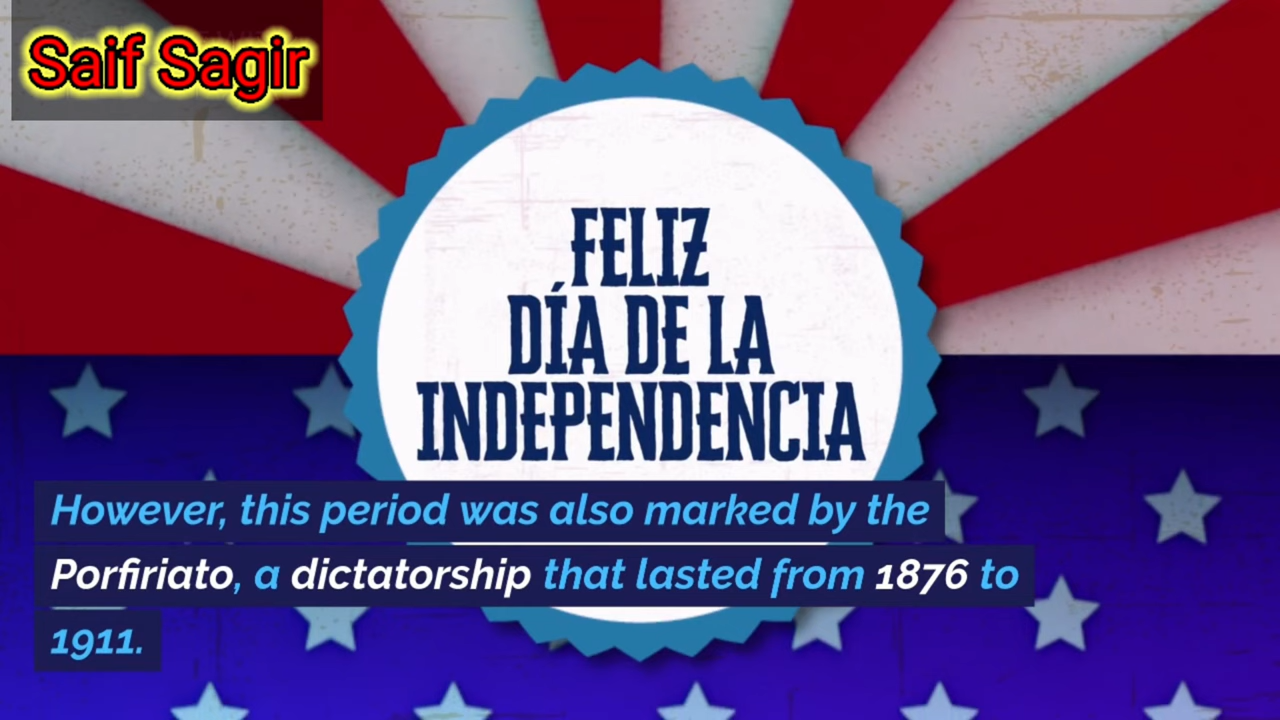 Saif Sagir
FELIZ
DÍA DE LA
INDEPENDENCIA
However, this period was also marked by the
Porfiriato, a dictatorship that lasted from 1876 to
1911.